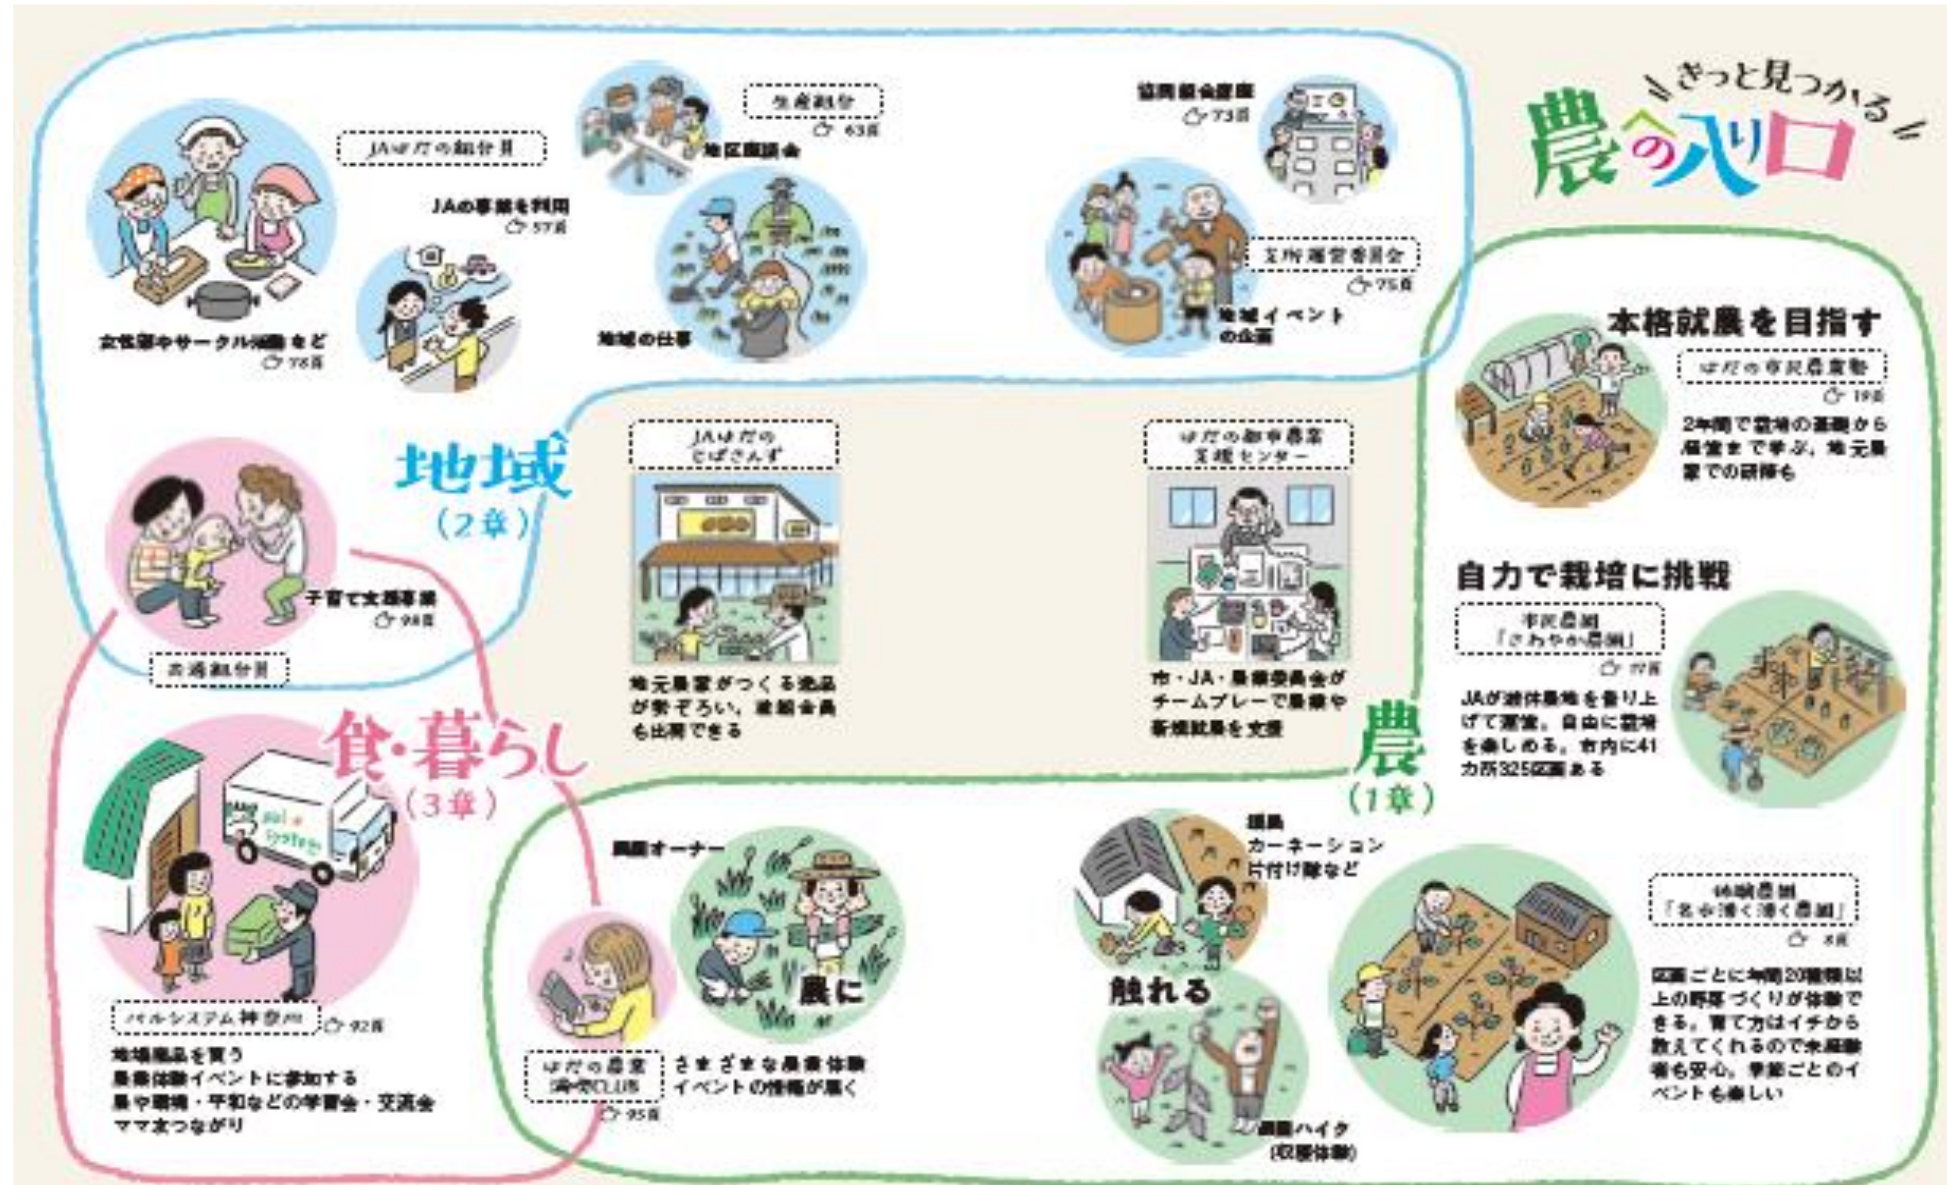 きっと見つかる
農への入り口
JAはだの組合員
JAの事業を利用
57頁
女性部やサークル活動など
78頁
生産組合
63頁
地区座談会
地域の仕事
協同組合講座
73頁
支所運営委員会
75頁
地域イベント
の企画
地域
(2章)
子育て支援事業
98頁
共通組合員
食・暮らし
(3章)
パルシステム神奈川
92頁
地場産品を買う
農業体験イベントに参加する
農や環境・平和などの学習会・交流会
ママ友つながり
pal system
JAはだの
じばさんず
地元農家がつくる逸品
が勢ぞろい。准組合員
も出荷できる
はだの都市農業
支援センター
市・JA・農業委員会が
チームプレーで農業や
新規就農を支援
農
(1章)
本格就農を目指す
はだの市民農業塾
19頁
2年間で栽培の基礎から
経営まで学ぶ。地元農
家での研修も
自力で栽培に挑戦
市民農園
「さわやか農園」
JAが遊休農地を借り上
げて運営。自由に栽培
を楽しめる。市内に41
カ所325区画ある
体験農園
「名水湧く湧く農園」
8頁
区画ごとに年間20種類以
上の野菜づくりが体験で
きる。育て方はイチから
教えてくれるので未経験
者も安心。季節ごとのイ
ベントも楽しい
農園オーナー
農に
触れる
援農
カーネーション
片付け隊など
農園ハイク
(収穫体験)
はだの農業
満喫CLUB
95頁
さまざまな農業体験
イベントの情報が届く